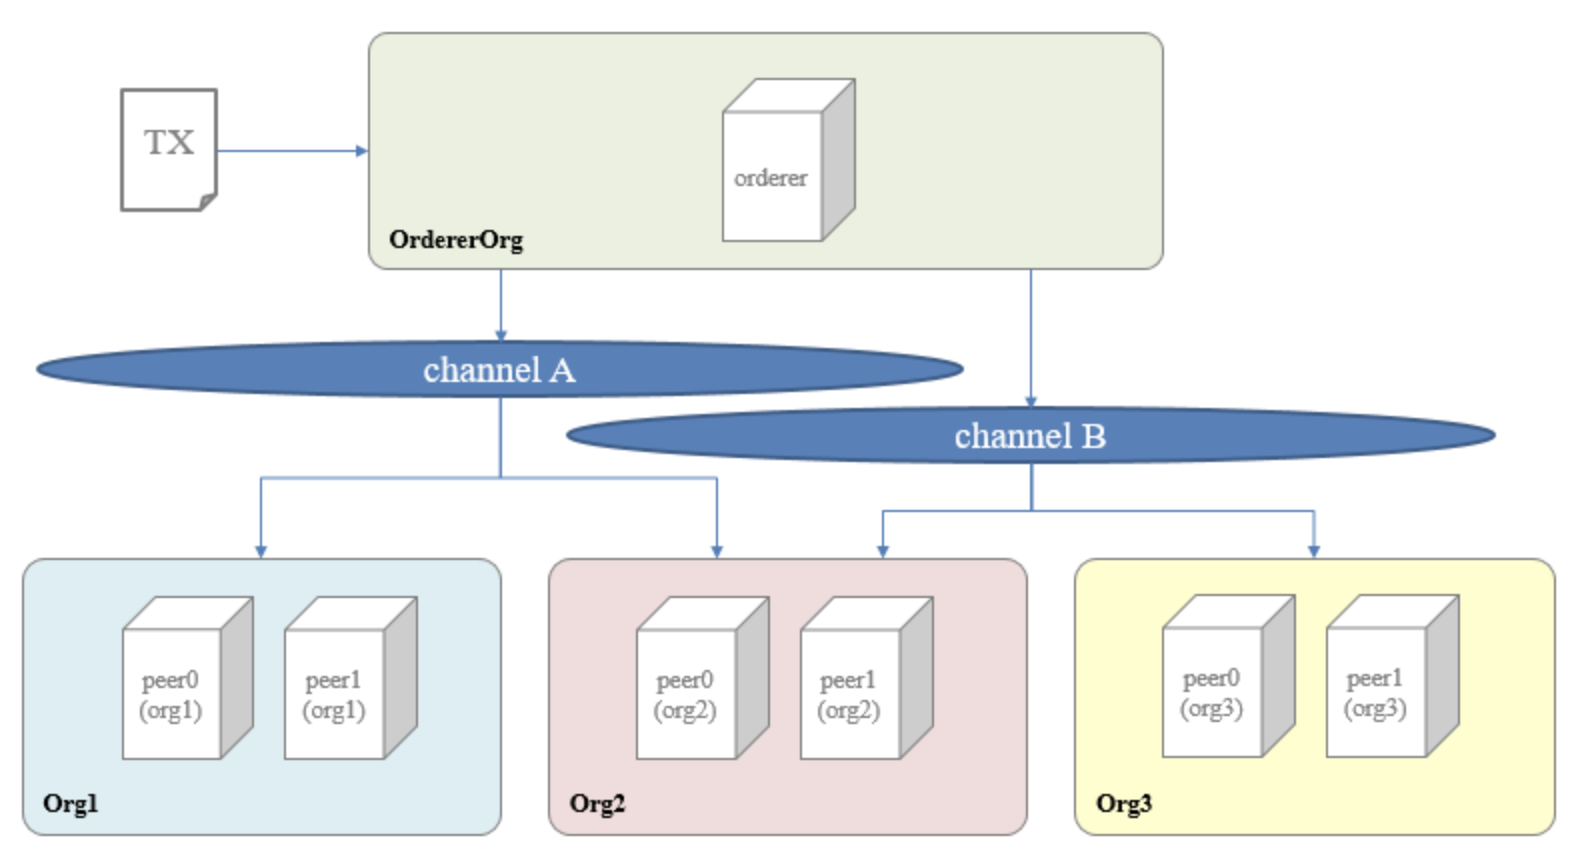 TX
orderer
OrdererOrg
channel A
channel B
peer0
(org1)
peer1
(org1)
Org1
peer0
(org2)
peer1
(org2)
Org2
peer0
(org3)
peer1
(org3)
Org3